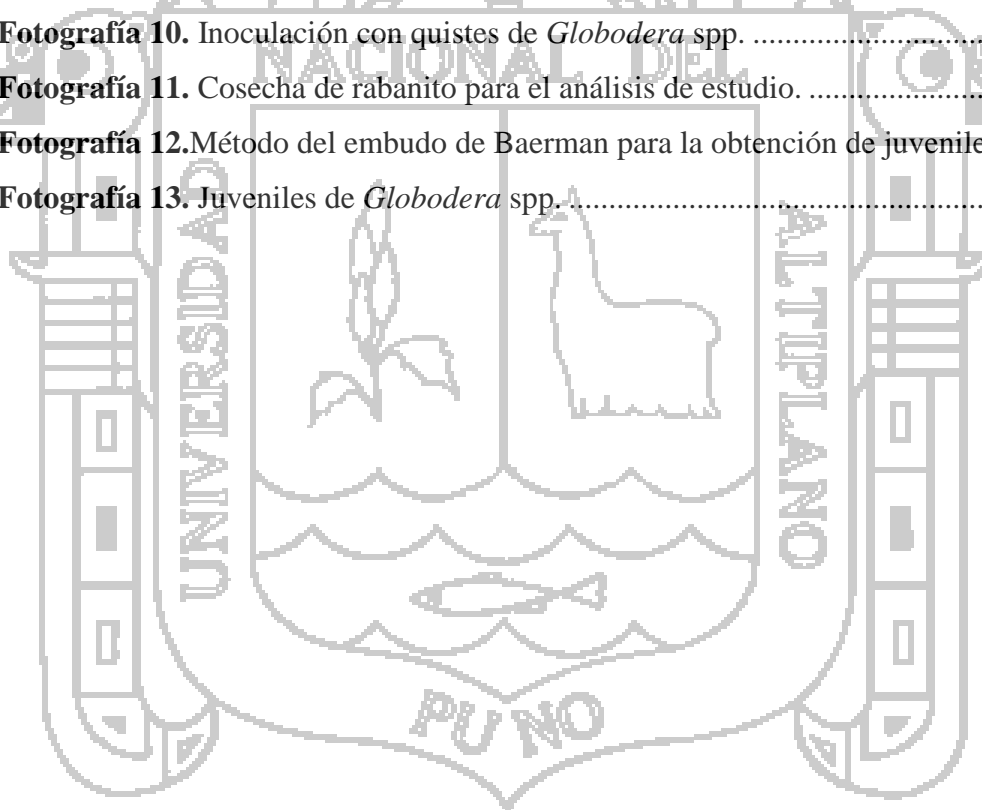 Fotografía 10. Inoculación con quistes de Globodera spp. ........................
NACIONAL DEL
Fotografía 11. Cosecha de rabanito para el análisis de estudio. ..................
Fotografía 12.Método del embudo de Baerman para la obtención de juvenile
Fotografía 13. Juveniles de Globodera spp. ............................................
UNIVERSIDAD
ALTIPLANO
PUNO